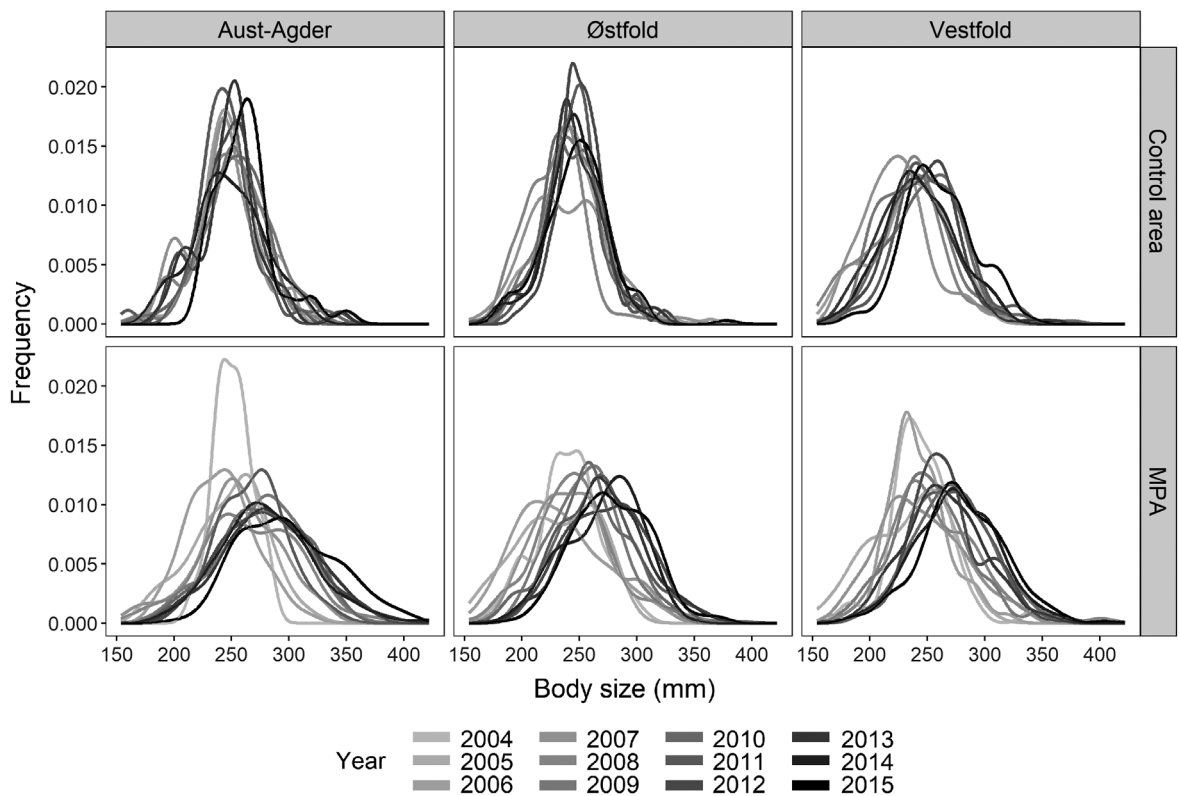 Aust-Agder Østfold Vestfold
0.020
0.015
0.010
0.005
0.000
Control area
0.020
0.015
0.010
0.005
0.000
MPA
Frequency
150 200 250 300 350 400 150 200 250 300 350 400 150 200 250 300 350 400
Body size (mm)
Year
2004 2007 2010 2013
2005 2008 2011 2014
2006 2009 2012 2015